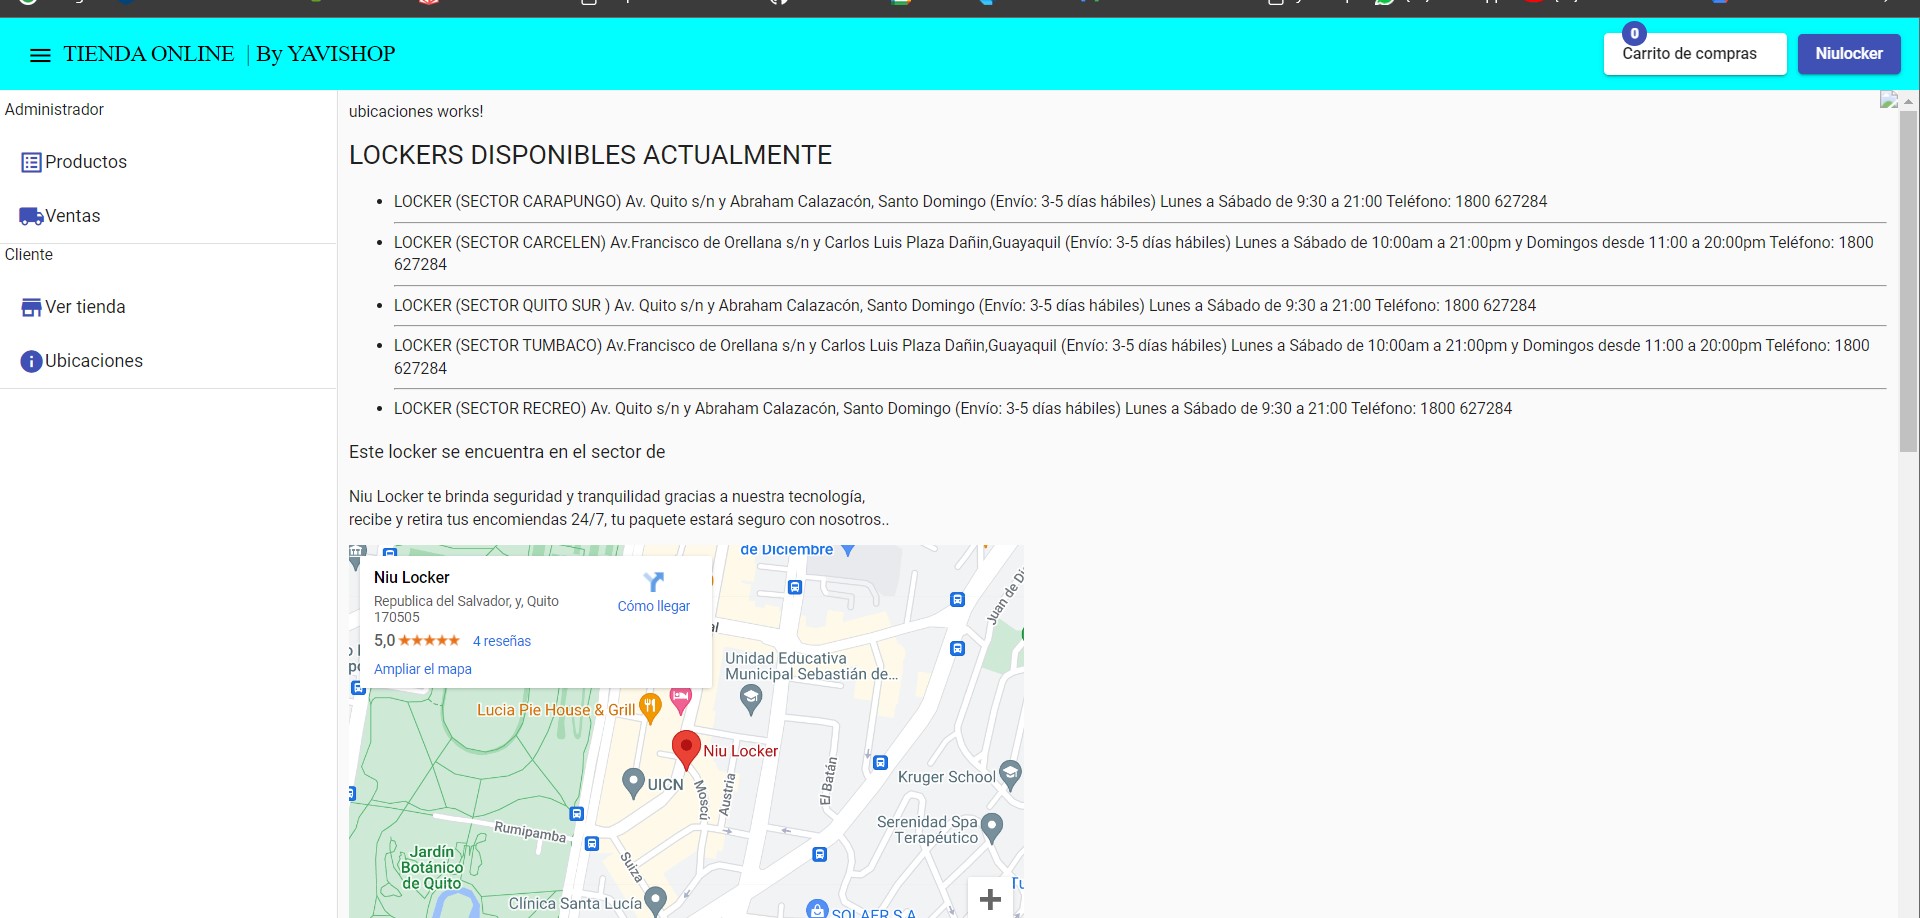 TIENDA ONLINE | By YAVISHOP
0
Carrito de compras
Niulocker
Administrador
Productos
Ventas
Cliente
Ver tienda
Ubicaciones
ubicaciones works!
LOCKERS DISPONIBLES ACTUALMENTE
LOCKER (SECTOR CARAPUNGO) Av. Quito s/n y Abraham Calazacón, Santo Domingo (Envío: 3-5 días hábiles) Lunes a Sábado de 9:30 a 21:00 Teléfono: 1800 627284
LOCKER (SECTOR CARCELEN) Av.Francisco de Orellana s/n y Carlos Luis Plaza Dañin,Guayaquil (Envío: 3-5 días hábiles) Lunes a Sábado de 10:00am a 21:00pm y Domingos desde 11:00 a 20:00pm Teléfono: 1800
627284
LOCKER (SECTOR QUITO SUR ) Av. Quito s/n y Abraham Calazacón, Santo Domingo (Envío: 3-5 días hábiles) Lunes a Sábado de 9:30 a 21:00 Teléfono: 1800 627284
LOCKER (SECTOR TUMBACO) Av.Francisco de Orellana s/n y Carlos Luis Plaza Dañin,Guayaquil (Envío: 3-5 días hábiles) Lunes a Sábado de 10:00am a 21:00pm y Domingos desde 11:00 a 20:00pm Teléfono: 1800
627284
LOCKER (SECTOR RECREO) Av. Quito s/n y Abraham Calazacón, Santo Domingo (Envío: 3-5 días hábiles) Lunes a Sábado de 9:30 a 21:00 Teléfono: 1800 627284
Este locker se encuentra en el sector de
Niu Locker te brinda seguridad y tranquilidad gracias a nuestra tecnología,
recibe y retira tus encomiendas 24/7, tu paquete estará seguro con nosotros..
de Diciembre
Niu Locker
Republica del Salvador, y, Quito
170505
5,0
4 reseñas
Ampliar el mapa
Cómo llegar
Juan de Di
Unidad Educativa
Municipal Sebastián de...
Lucia Pie House & Grill
Niu Locker
UICN
Moscú
Austria
El Batán
Kruger School
Rumipamba
Serenidad Spa
Terapéutico
Suiza
Jardín
Botánico
de Quito
Clínica Santa Lucía
SOLAER S.A